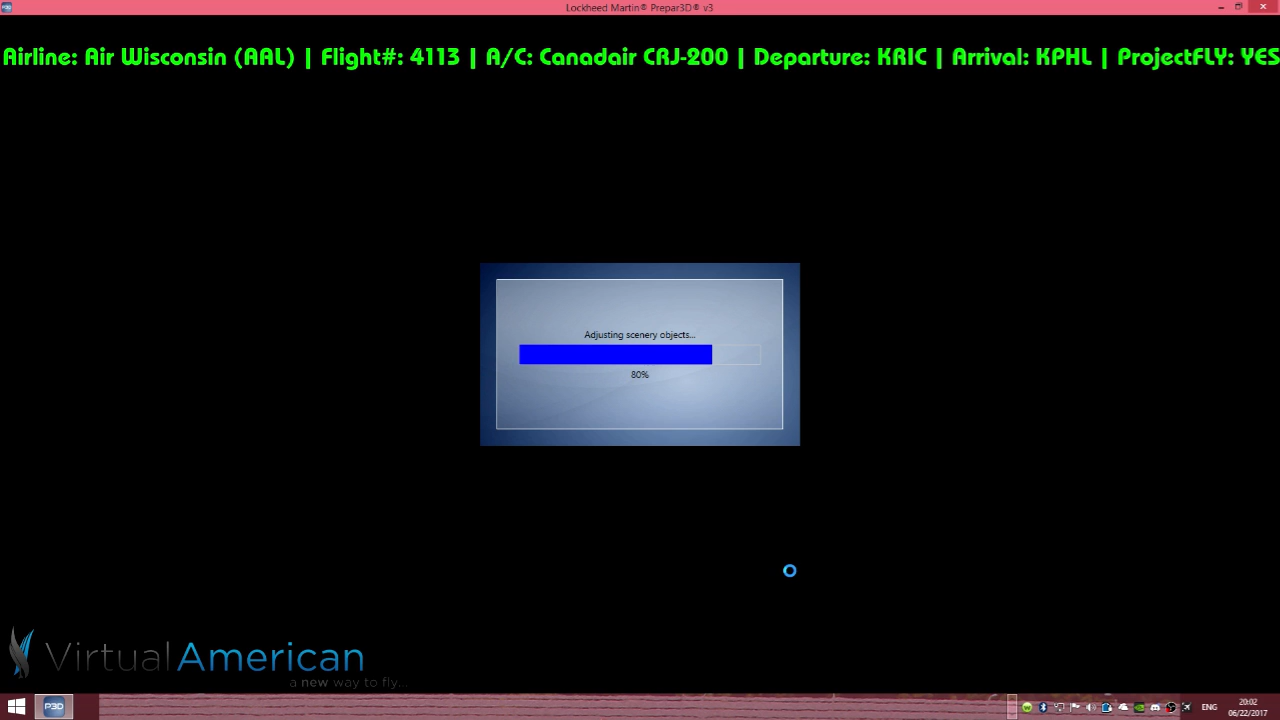 Lockheed Martin® Prepar3D® v3
Airline: Air Wisconsin (AAL) | Flight#: 4113 | A/C: Canadair CRJ-200 | Departure: KRIC | Arrival: KPHL | ProjectFLY: YES
Adjusting scenery objects...
80%
VirtualAmerican
a new way to fly...
P3D
ENG
20:02
06/22/2017